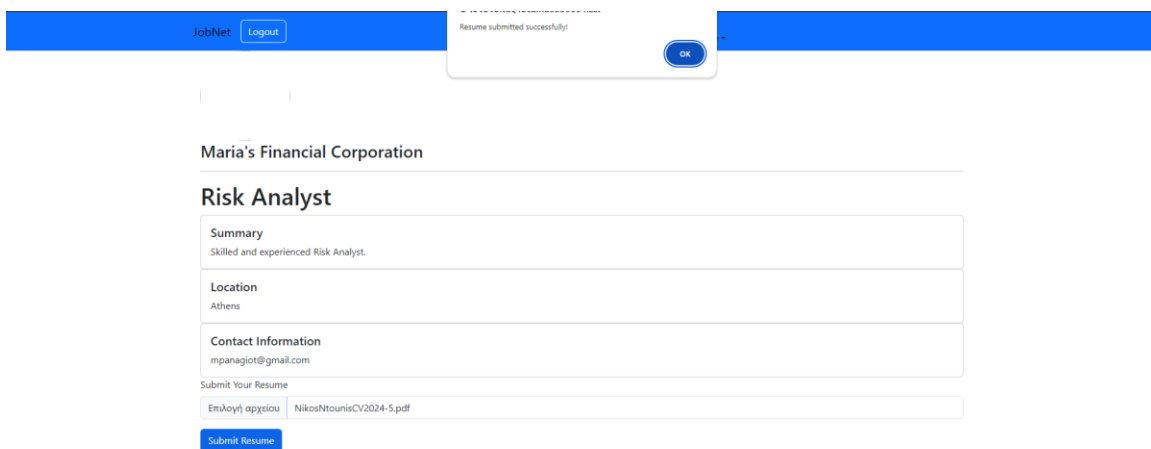 JobNet
Logout
Resume submitted successfully!
OK
Maria's Financial Corporation
Risk Analyst
Summary
Skilled and experienced Risk Analyst.
Location
Athens
Contact Information
mpanagiot@gmail.com
Submit Your Resume
Επιλογή αρχείου NikosNtounisCV2024-5.pdf
Submit Resume